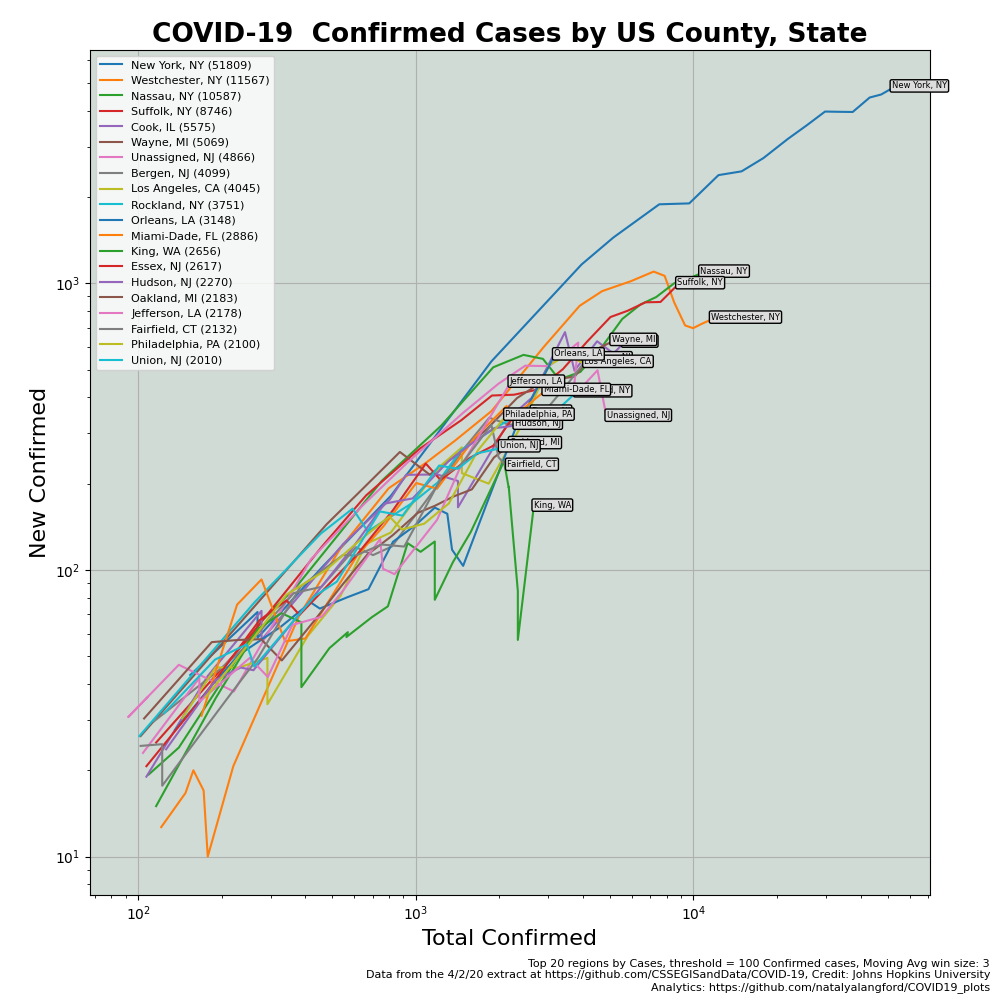 COVID-19  Confirmed Cases by US County, State
New York, NY (51809)
Westchester, NY (11567)
Nassau, NY (10587)
Suffolk, NY (8746)
Cook, IL (5575)
Wayne, MI (5069)
Unassigned, NJ (4866)
Bergen, NJ (4099)
Los Angeles, CA (4045)
Rockland, NY (3751)
Orleans, LA (3148)
Miami-Dade, FL (2886)
King, WA (2656)
Essex, NJ (2617)
Hudson, NJ (2270)
Oakland, MI (2183)
Jefferson, LA (2178)
Fairfield, CT (2132)
Philadelphia, PA (2100)
Union, NJ (2010)
New York, NY
Nassau, NY
Suffolk, NY
Westchester, NY
Wayne, MI
Orleans, LA
Los Angeles, CA
Jefferson, LA
Miami-Dade, FL
NY
Philadelphia, PA
Unassigned, NJ
Hudson, NJ
MI
Union, NJ
Fairfield, CT
King, WA
10³
10²
10¹
New Confirmed
10² 10³ 10⁴
Total Confirmed
Top 20 regions by Cases, threshold = 100 Confirmed cases, Moving Avg win size: 3
Data from the 4/2/20 extract at https://github.com/CSSEGISandData/COVID-19, Credit: Johns Hopkins University
Analytics: https://github.com/natalyalangford/COVID19_plots